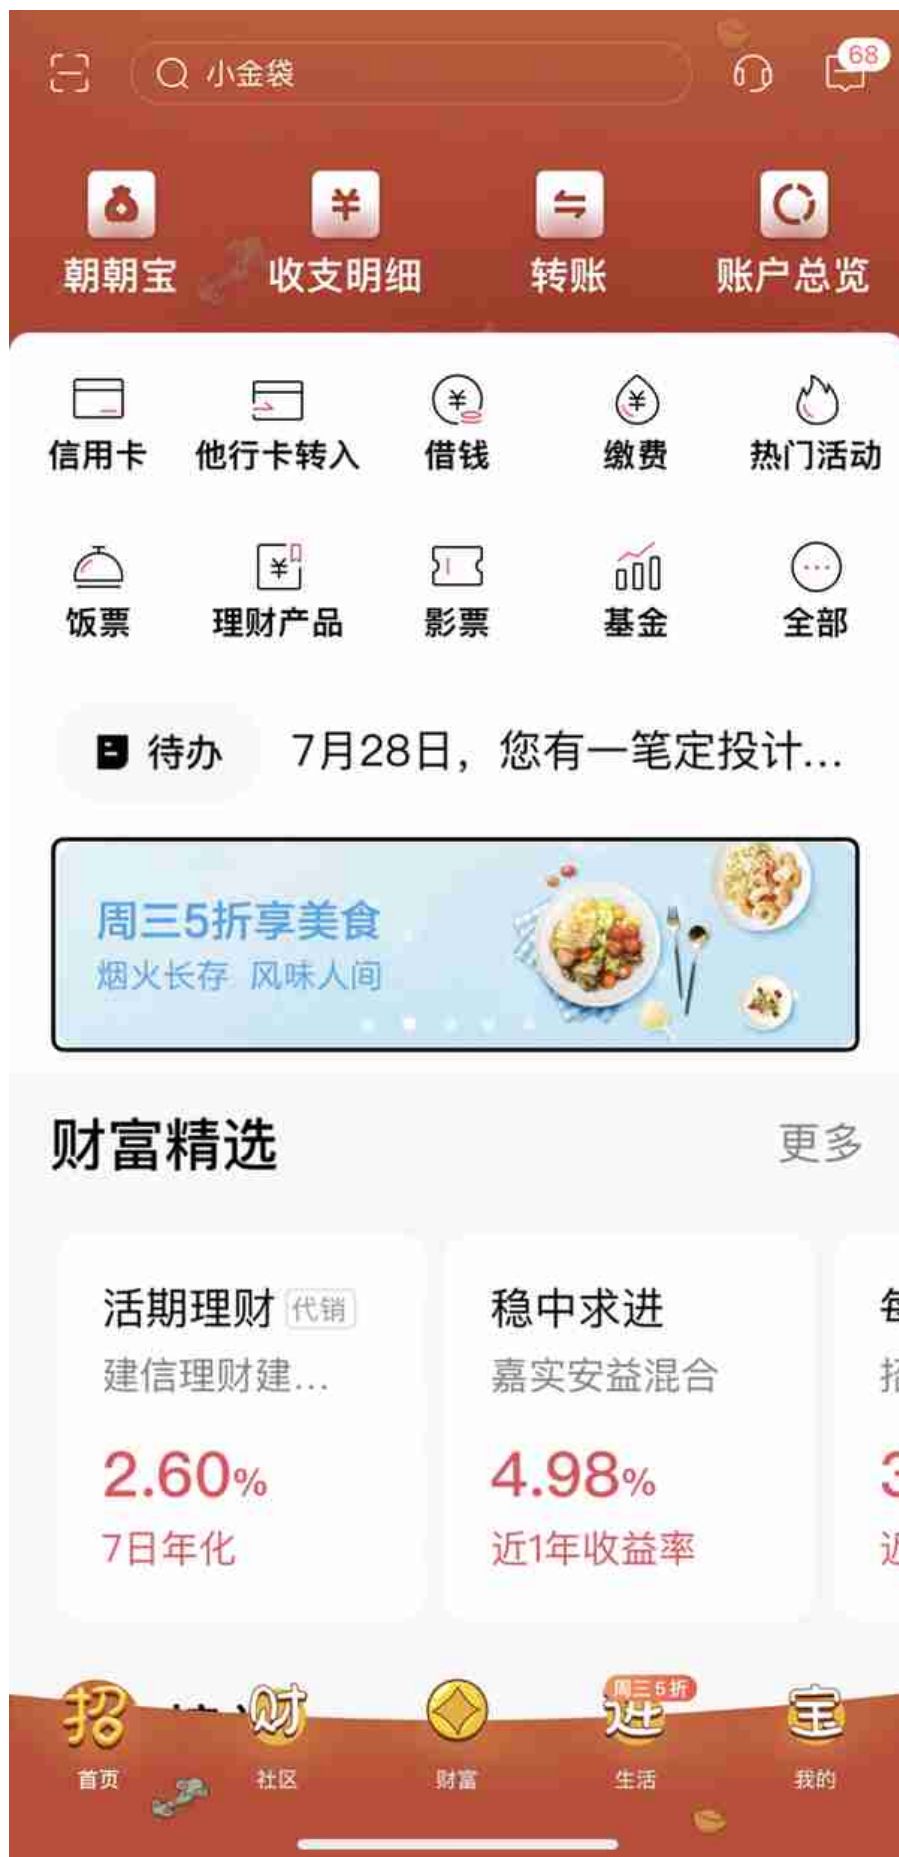 小金袋
68
朝朝宝 收支明细 转账 账户总览
信用卡 他行卡转入 借钱 缴费 热门活动
饭票 理财产品 影票 基金 全部
待办 7月28日，您有一笔定投计...
周三5折享美食
烟火长存 风味人间
财富精选 更多
活期理财 代销
建信理财建...
2.60%
7日年化
稳中求进
嘉实安益混合
4.98%
近1年收益率
招 财 进 宝
周三5折
首页 社区 财富 生活 我的